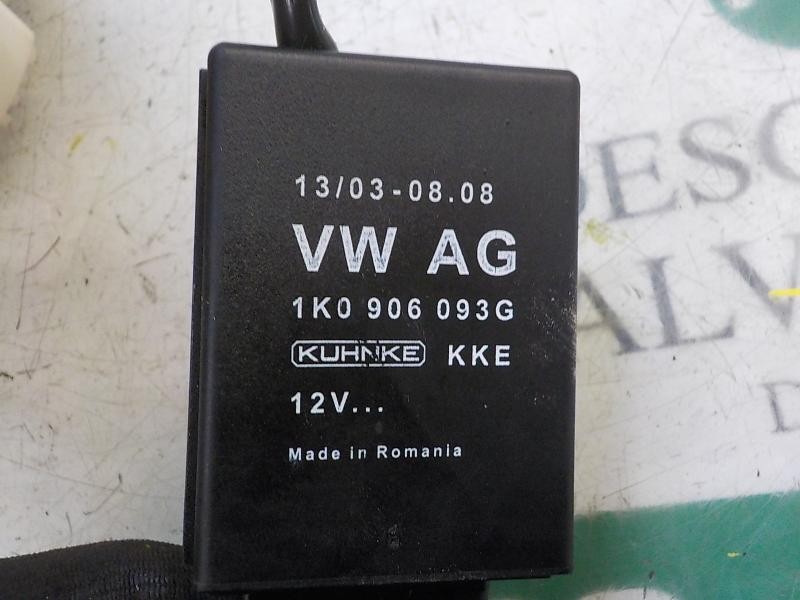 13/03-08.08
VW AG
1K0 906 093G
KUHNKE KKE
12V...
Made in Romania